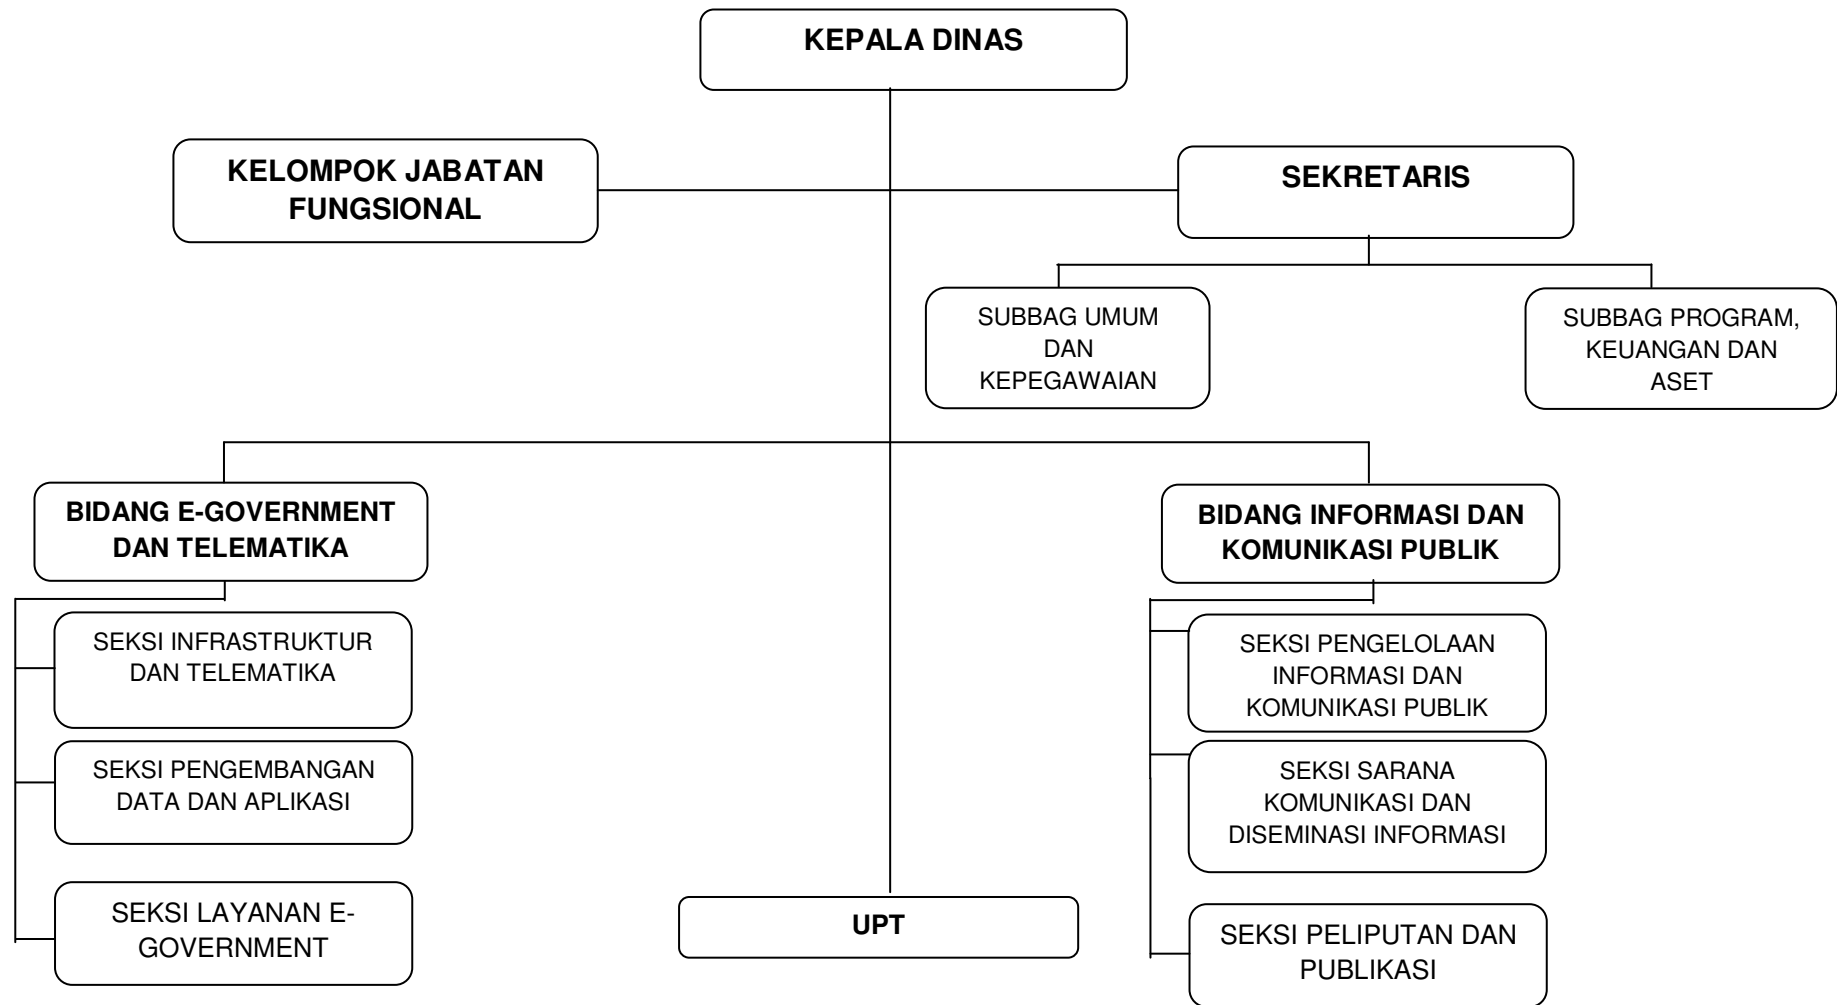 KEPALA DINAS
KELOMPOK JABATAN
FUNGSIONAL
SEKRETARIS
SUBBAG UMUM
DAN
KEPEGAWAIAN
SUBBAG PROGRAM,
KEUANGAN DAN
ASET
BIDANG E-GOVERNMENT
DAN TELEMATIKA
SEKSI INFRASTRUKTUR
DAN TELEMATIKA
SEKSI PENGEMBANGAN
DATA DAN APLIKASI
SEKSI LAYANAN E-
GOVERNMENT
UPT
BIDANG INFORMASI DAN
KOMUNIKASI PUBLIK
SEKSI PENGELOLAAN
INFORMASI DAN
KOMUNIKASI PUBLIK
SEKSI SARANA
KOMUNIKASI DAN
DISEMINASI INFORMASI
SEKSI PELIPUTAN DAN
PUBLIKASI